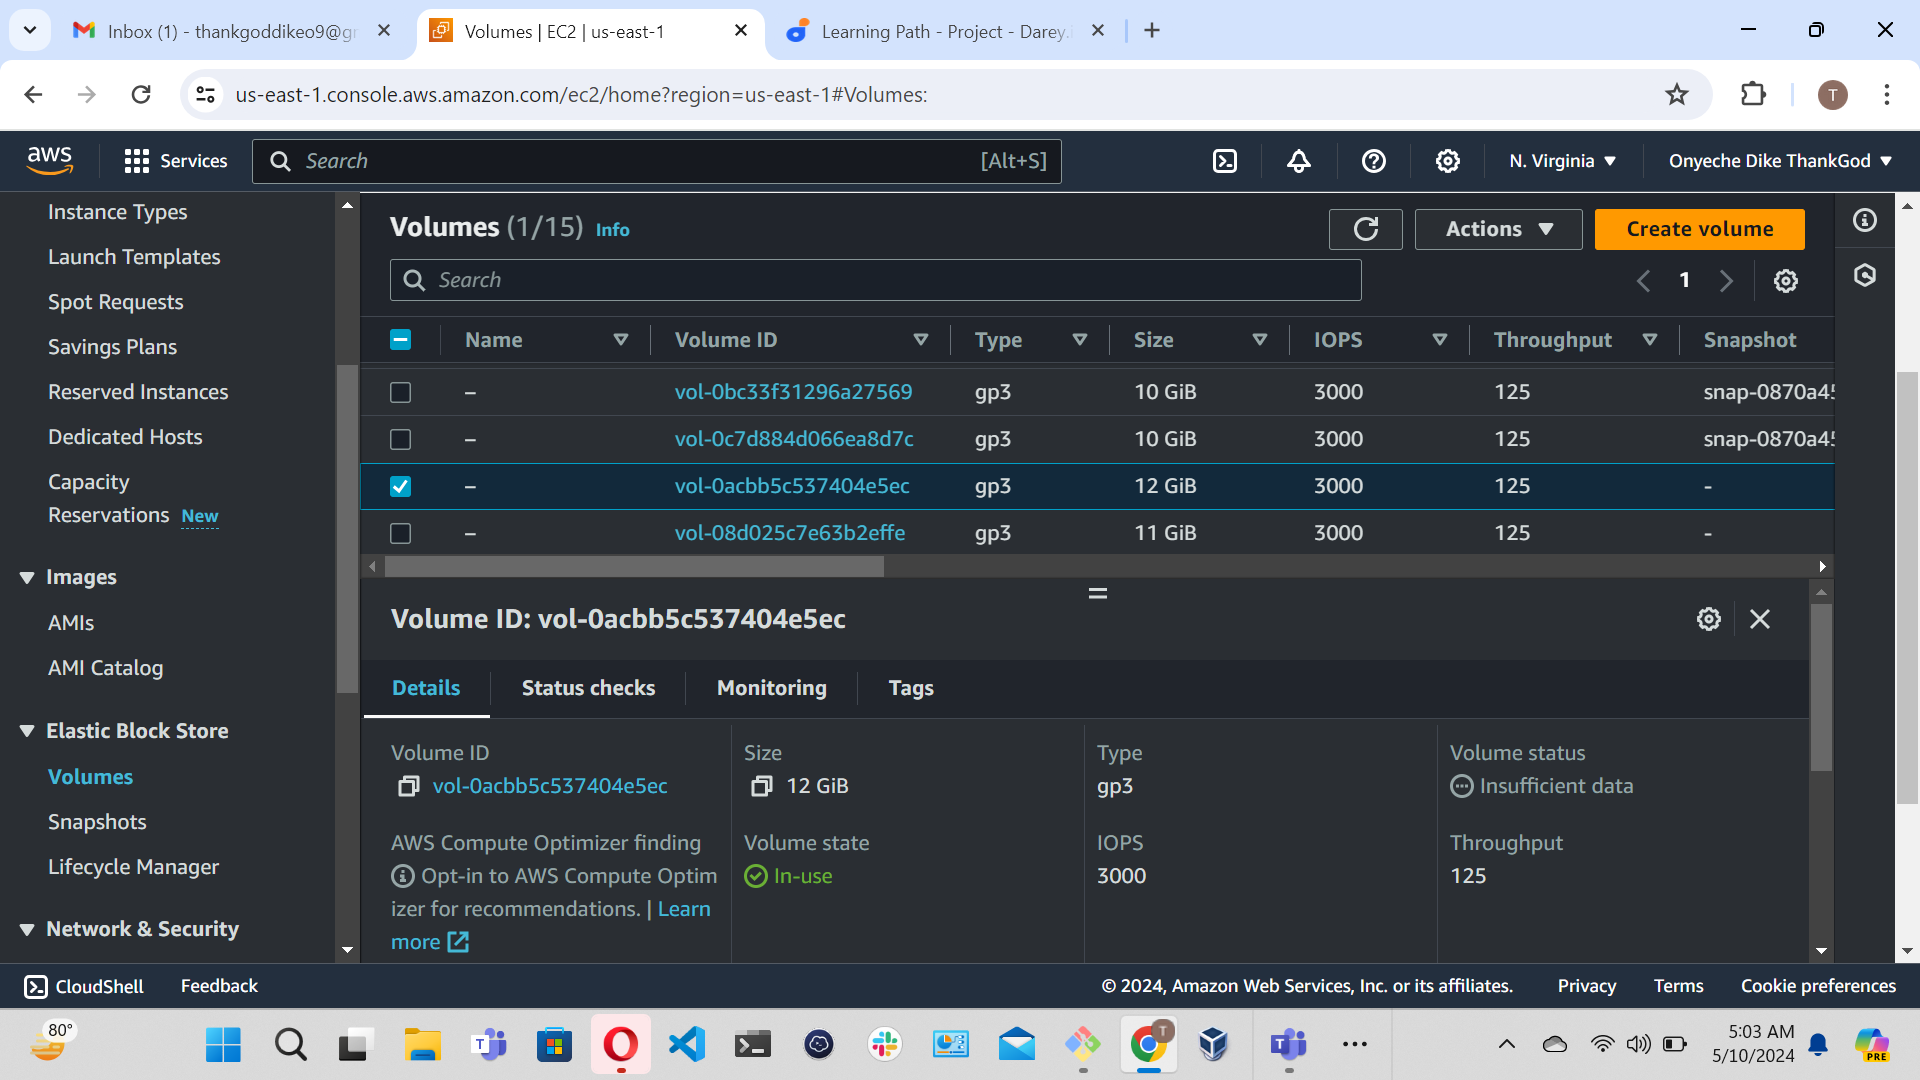 Inbox (1) - thankgoddikeo9@gr
Volumes | EC2 | us-east-1
Learning Path - Project - Darey.i
us-east-1.console.aws.amazon.com/ec2/home?region=us-east-1#Volumes:
T
aws
Services
Search
[Alt+S]
N. Virginia
Onyeche Dike ThankGod
Instance Types
Launch Templates
Spot Requests
Savings Plans
Reserved Instances
Dedicated Hosts
Capacity
Reservations New
Images
AMIs
AMI Catalog
Elastic Block Store
Volumes
Snapshots
Lifecycle Manager
Network & Security
Volumes (1/15) Info
Actions
Create volume
Search
1
Name Volume ID Type Size IOPS Throughput Snapshot
– vol-0bc33f31296a27569 gp3 10 GiB 3000 125 snap-0870a45
– vol-0c7d884d066ea8d7c gp3 10 GiB 3000 125 snap-0870a45
– vol-0acbb5c537404e5ec gp3 12 GiB 3000 125 -
– vol-08d025c7e63b2effe gp3 11 GiB 3000 125 -
Volume ID: vol-0acbb5c537404e5ec
Details Status checks Monitoring Tags
Volume ID
vol-0acbb5c537404e5ec
Size
12 GiB
Type
gp3
Volume status
Insufficient data
AWS Compute Optimizer finding
Opt-in to AWS Compute Optim
izer for recommendations. | Learn
more
Volume state
In-use
IOPS
3000
Throughput
125
CloudShell
Feedback
© 2024, Amazon Web Services, Inc. or its affiliates.
Privacy
Terms
Cookie preferences
80°
T
5:03 AM
5/10/2024
PRE